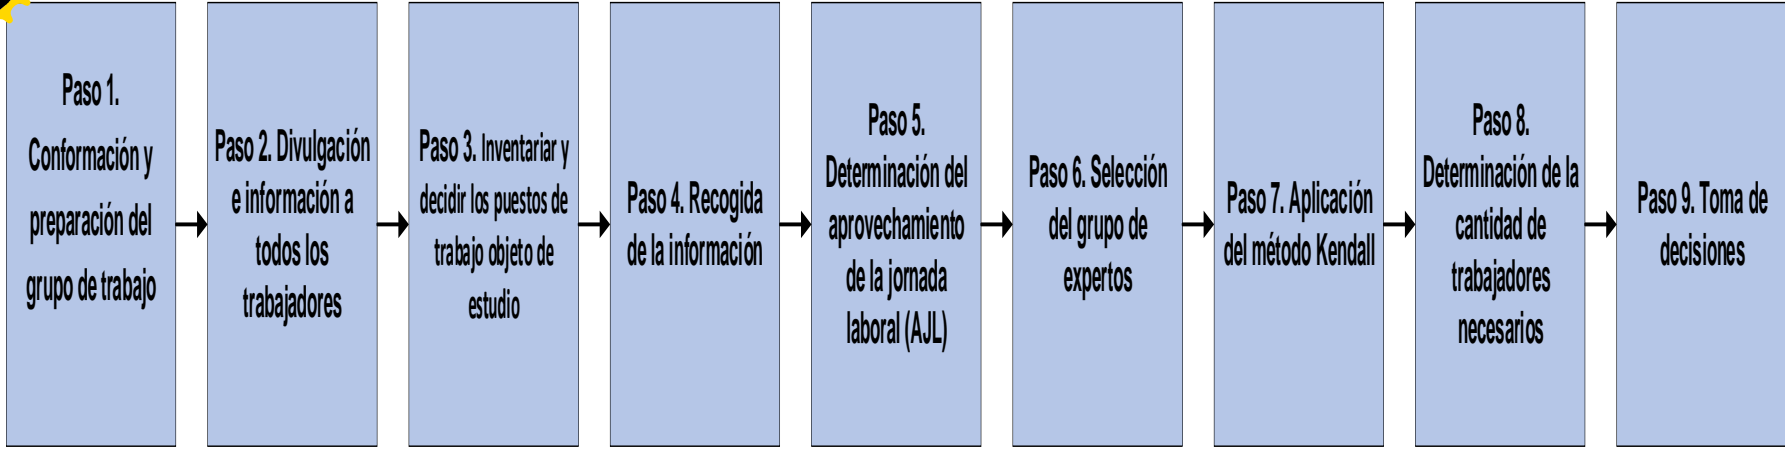 Paso 1.
Conformación y
preparación del
grupo de trabajo
Paso 2. Divulgación
e información a
todos los
trabajadores
Paso 3. Inventariar y
decidir los puestos de
trabajo objeto de
estudio
Paso 4. Recogida
de la información
Paso 5.
Determinación del
aprovechamiento
de la jornada
laboral (AJL)
Paso 6. Selección
del grupo de
expertos
Paso 7. Aplicación
del método Kendall
Paso 8.
Determinación de la
cantidad de
trabajadores
necesarios
Paso 9. Toma de
decisiones